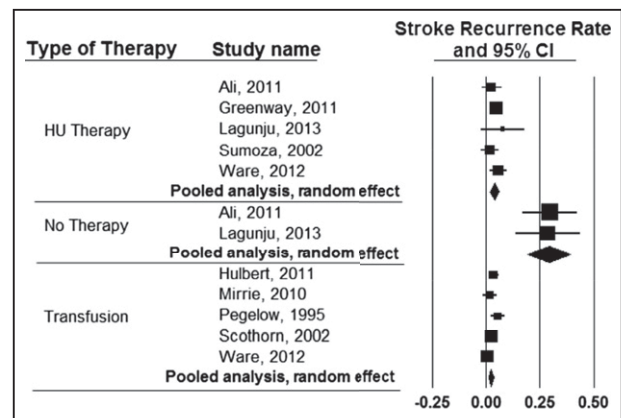 Stroke Recurrence Rate
Type of Therapy Study name and 95% CI
Ali, 2011
Greenway, 2011
HU Therapy Lagunju, 2013
Sumoza, 2002
Ware, 2012
Pooled analysis, random effect
No Therapy Ali, 2011
Lagunju, 2013
Pooled analysis, random effect
Hulbert, 2011
Mirrie, 2010
Transfusion Pegelow, 1995
Scothorn, 2002
Ware, 2012
Pooled analysis, random effect
-0.25 0.00 0.25 0.50